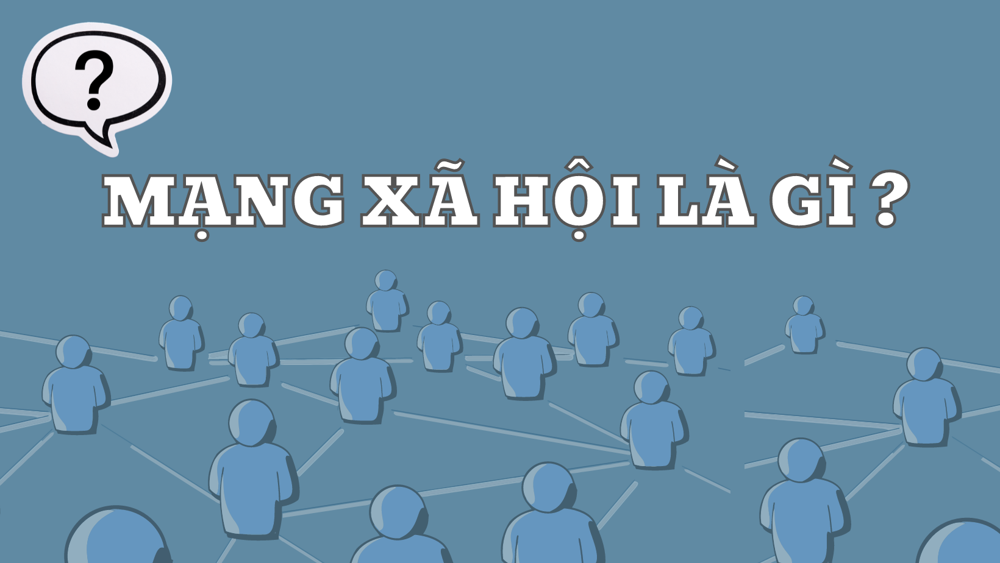 ?
MẠNG XÃ HỘI LÀ GÌ ?